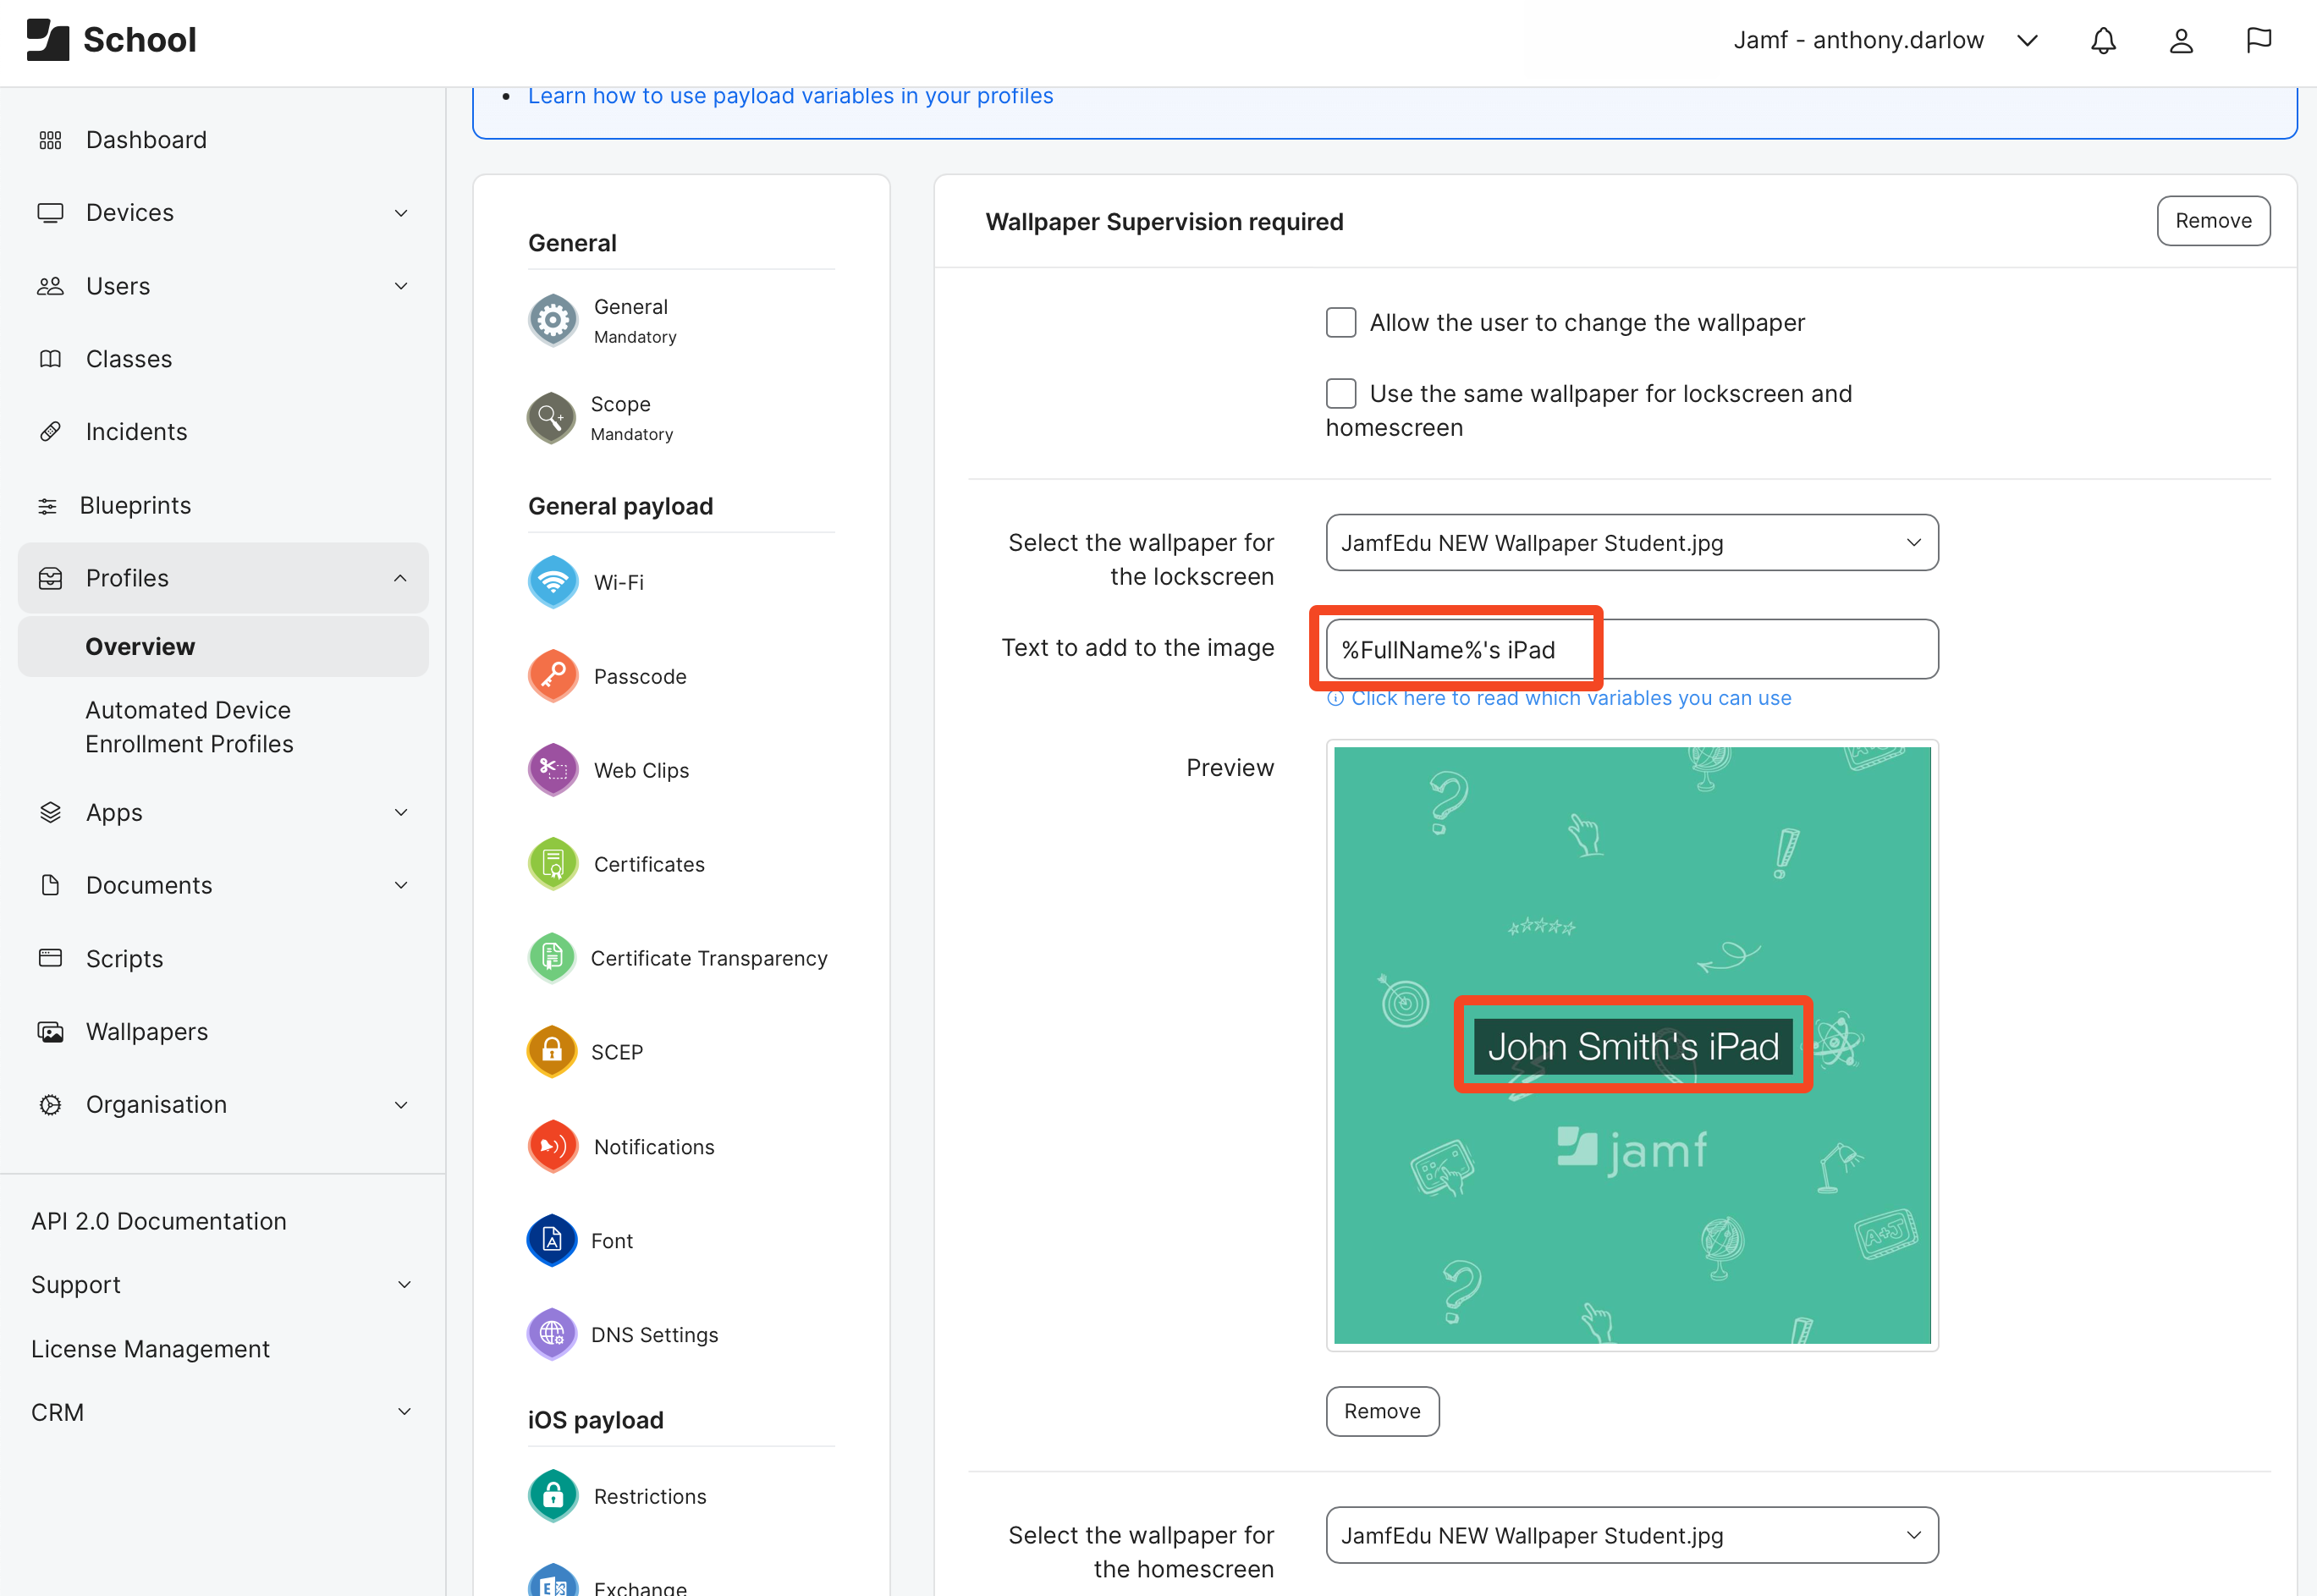 School
Jamf - anthony.darlow
Learn how to use payload variables in your profiles
Dashboard
Devices
Users
Classes
Incidents
Blueprints
Profiles
Overview
Automated Device
Enrollment Profiles
Apps
Documents
Scripts
Wallpapers
Organisation
API 2.0 Documentation
Support
License Management
CRM
General
General
Mandatory
Scope
Mandatory
General payload
Wi-Fi
Passcode
Web Clips
Certificates
Certificate Transparency
SCEP
Notifications
Font
DNS Settings
iOS payload
Restrictions
Exchange
Wallpaper Supervision required
Remove
Allow the user to change the wallpaper
Use the same wallpaper for lockscreen and
homescreen
Select the wallpaper for
the lockscreen
JamfEdu NEW Wallpaper Student.jpg
Text to add to the image
%FullName%'s iPad
Click here to read which variables you can use
Preview
John Smith's iPad
jamf
A+J
Remove
Select the wallpaper for
the homescreen
JamfEdu NEW Wallpaper Student.jpg